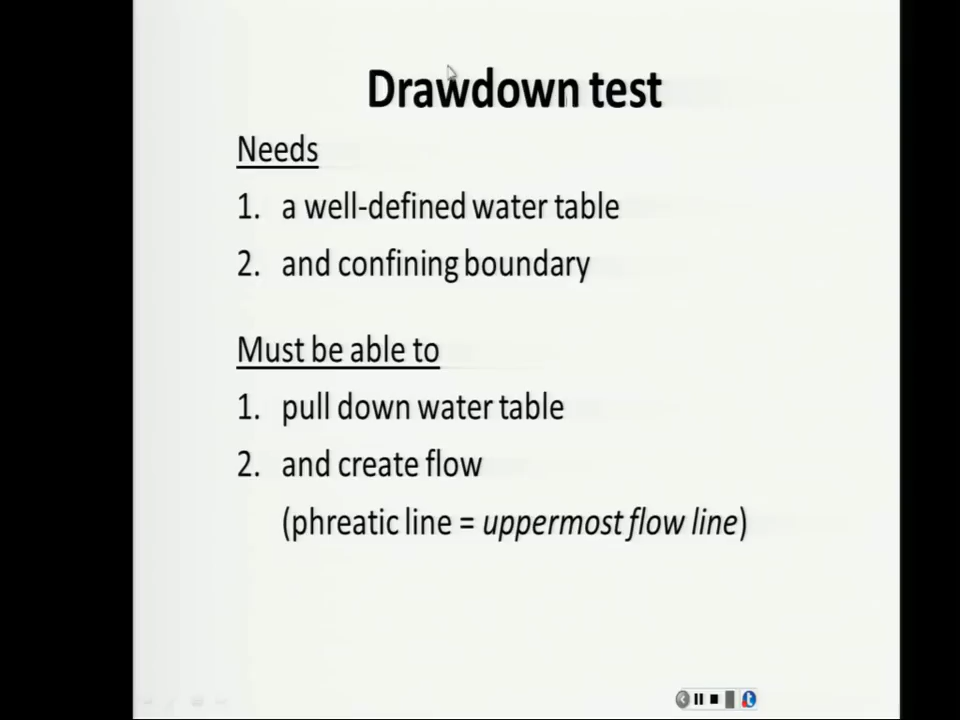 Drawdown test
Needs
1. a well-defined water table
2. and confining boundary
Must be able to
1. pull down water table
2. and create flow
(phreatic line = uppermost flow line)